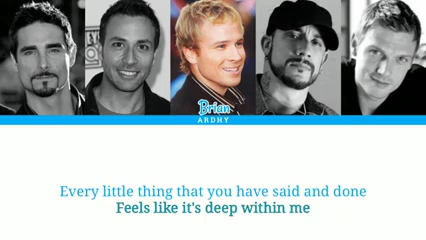 Brian
ARDHY
Every little thing that you have said and done
Feels like it's deep within me